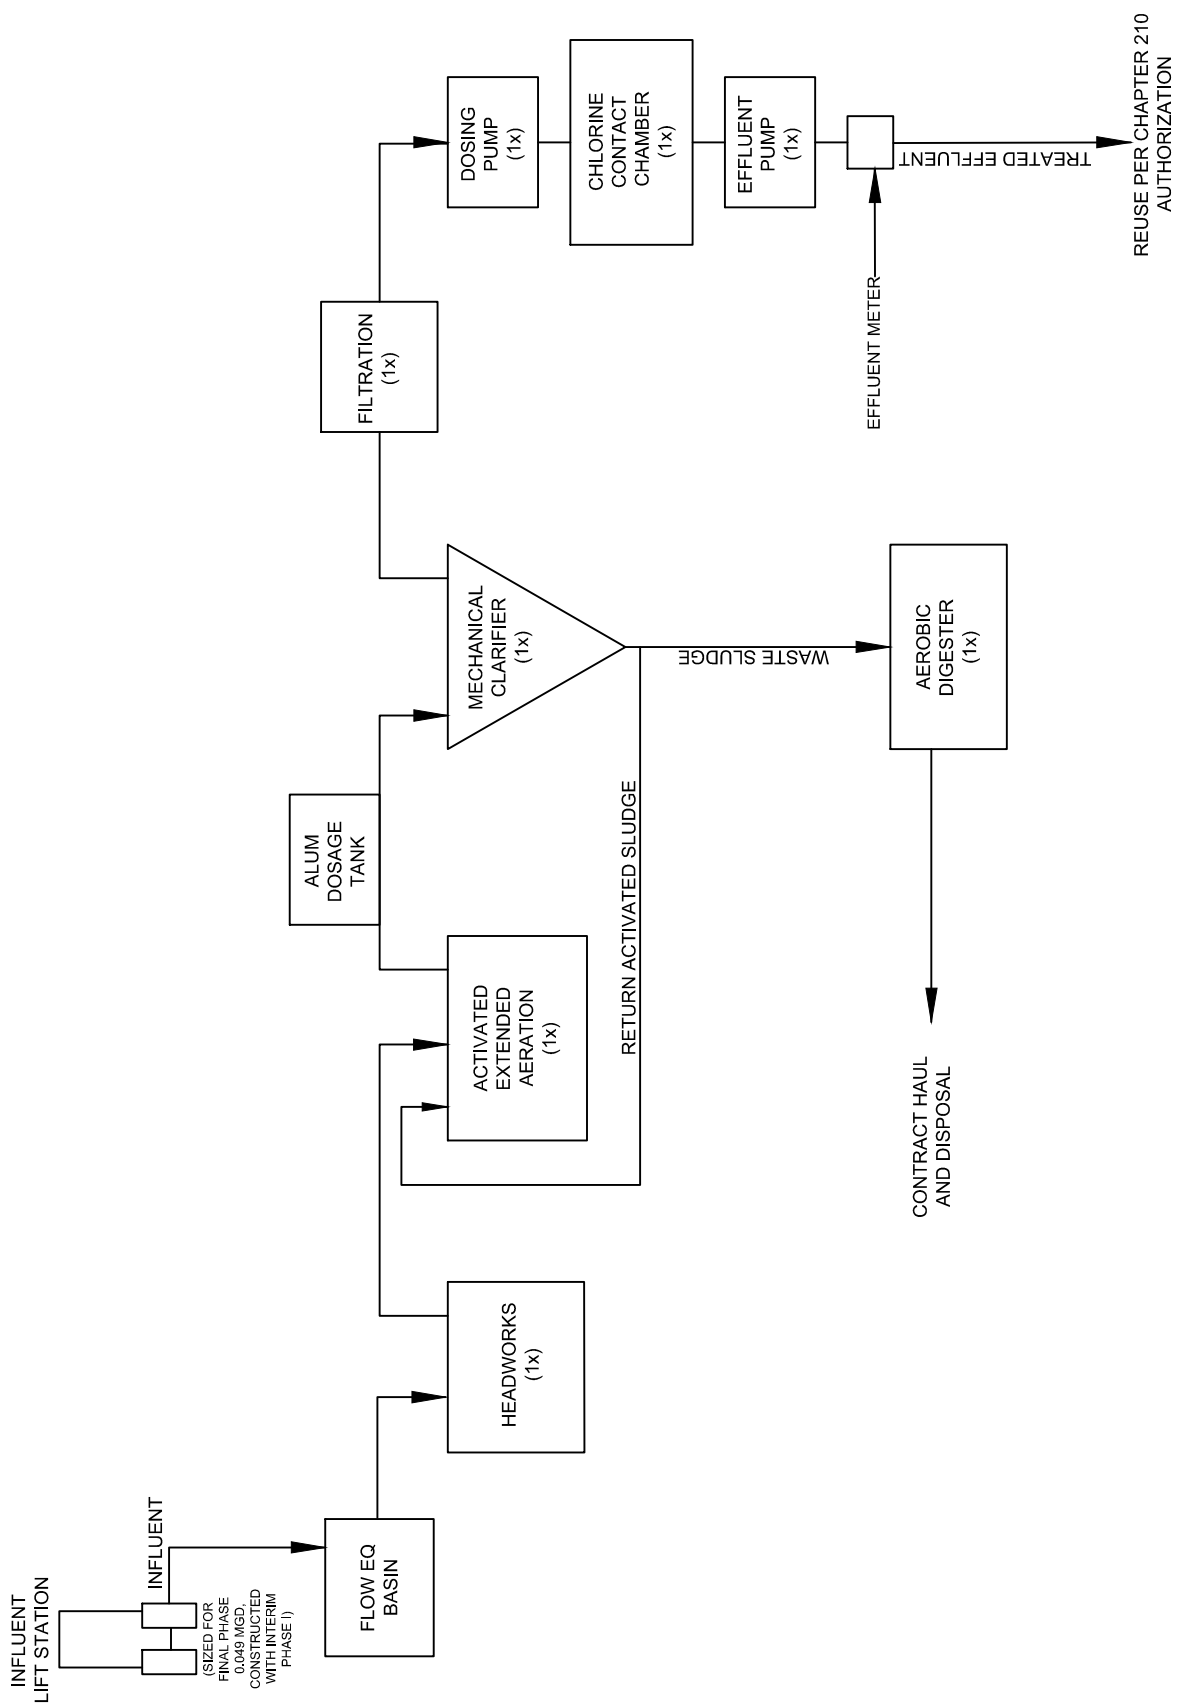 INFLUENT
LIFT STATION
INFLUENT
(SIZED FOR
FINAL PHASE
0.049 MGD,
CONSTRUCTED
WITH INTERIM
PHASE I)
FLOW EQ
BASIN
HEADWORKS
(1x)
ACTIVATED
EXTENDED
AERATION
(1x)
ALUM
DOSAGE
TANK
MECHANICAL
CLARIFIER
(1x)
RETURN ACTIVATED SLUDGE
WASTE SLUDGE
AEROBIC
DIGESTER
(1x)
CONTRACT HAUL
AND DISPOSAL
FILTRATION
(1x)
DOSING
PUMP
(1x)
CHLORINE
CONTACT
CHAMBER
(1x)
EFFLUENT
PUMP
(1x)
EFFLUENT METER
TREATED EFFLUENT
REUSE PER CHAPTER 210
AUTHORIZATION